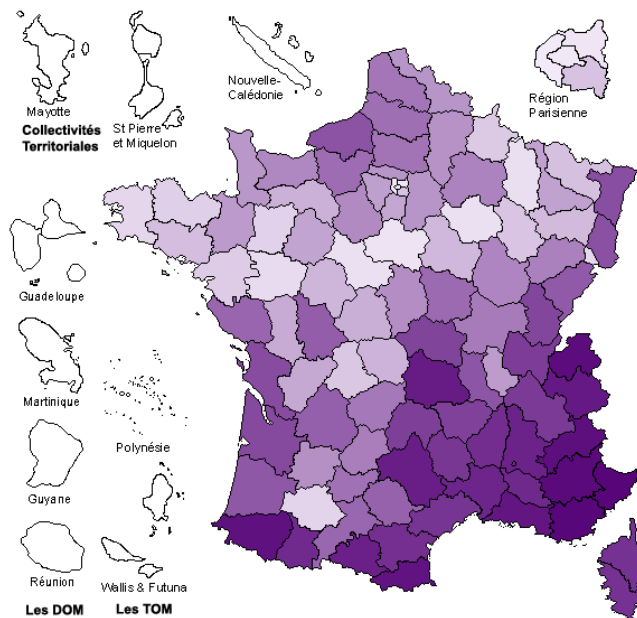 Mayotte
Collectivités
Territoriales
St Pierre
et Miquelon
Nouvelle-
Calédonie
Région
Parisienne
Guadeloupe
Martinique
Polynésie
Guyane
Réunion
Wallis & Futuna
Les DOM
Les TOM